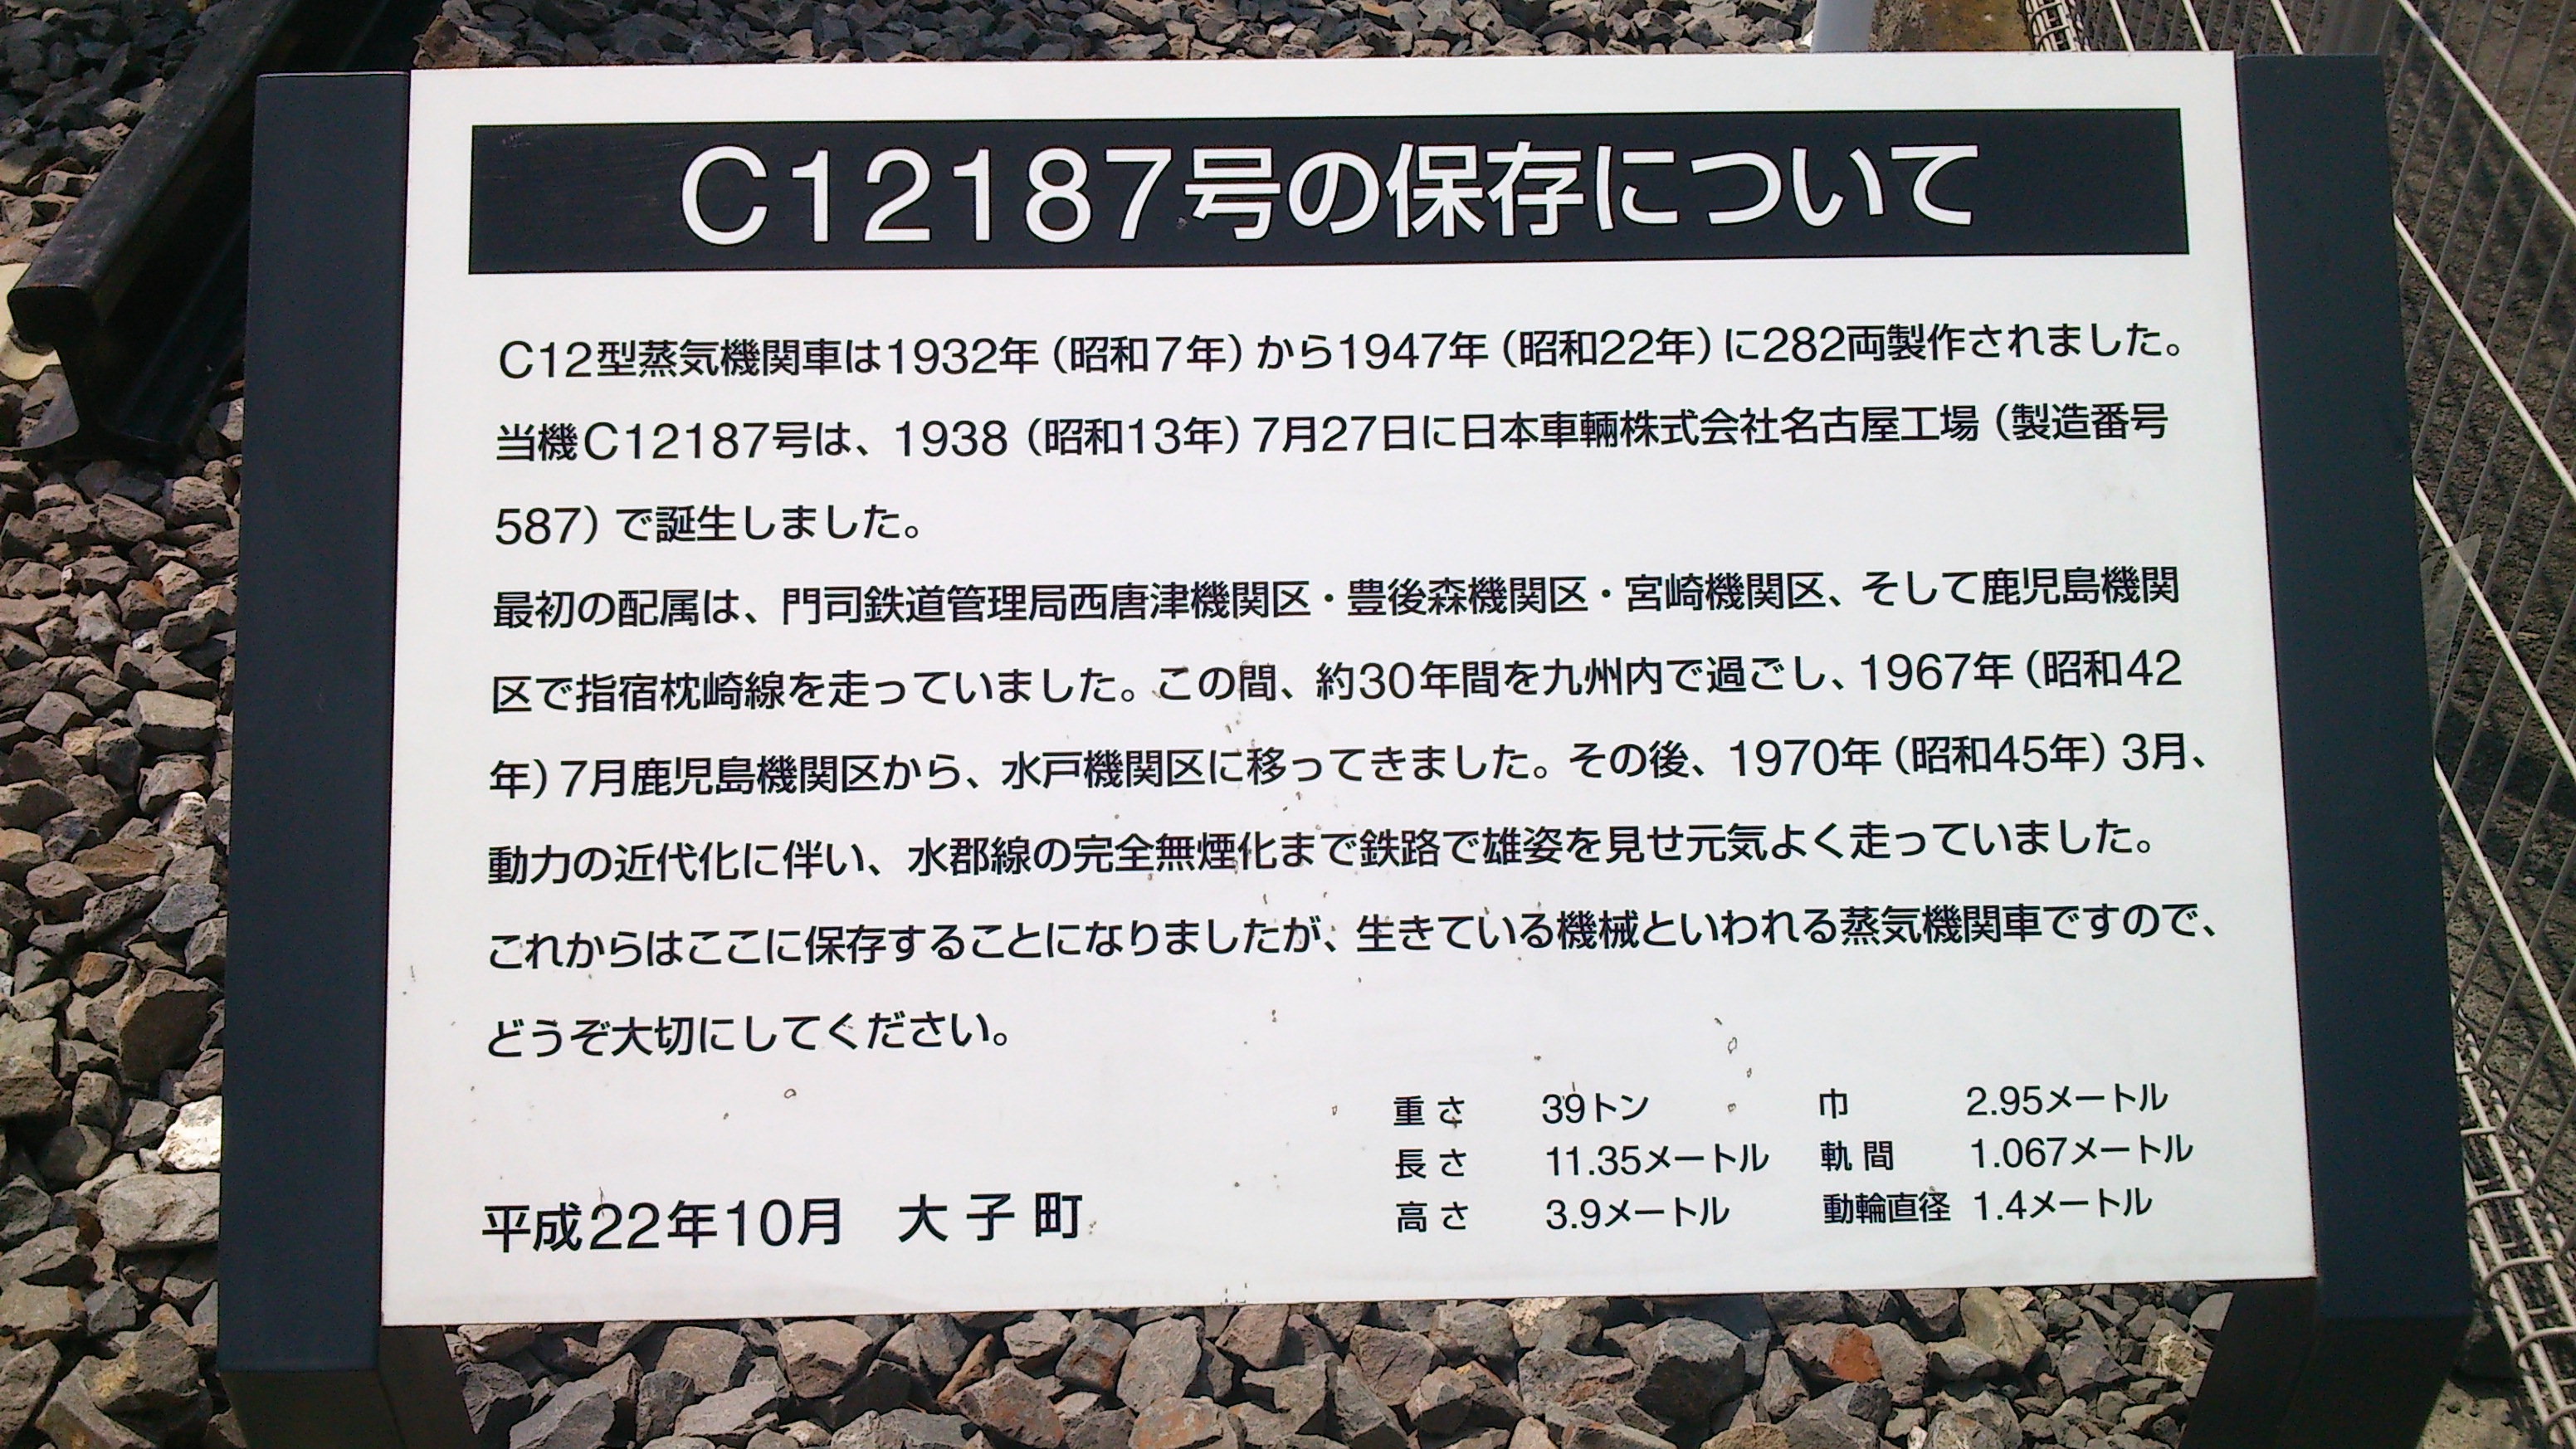 C12187号の保存について
C12型蒸気機関車は1932年（昭和7年）から1947年（昭和22年）に282両製作されました。
当機C12187号は、1938（昭和13年）7月27日に日本車輛株式会社名古屋工場（製造番号
587）で誕生しました。
最初の配属は、門司鉄道管理局西唐津機関区・豊後森機関区・宮崎機関区、そして鹿児島機関
区で指宿枕崎線を走っていました。この間、約30年間を九州内で過ごし、1967年（昭和42
年）7月鹿児島機関区から、水戸機関区に移ってきました。その後、1970年（昭和45年）3月、
動力の近代化に伴い、水郡線の完全無煙化まで鉄路で雄姿を見せ元気よく走っていました。
これからはここに保存することになりましたが、生きている機械といわれる蒸気機関車ですので、
どうぞ大切にしてください。
重さ 39トン 巾 2.95メートル
長さ 11.35メートル 軌間 1.067メートル
高さ 3.9メートル 動輪直径 1.4メートル
平成22年10月 大子町